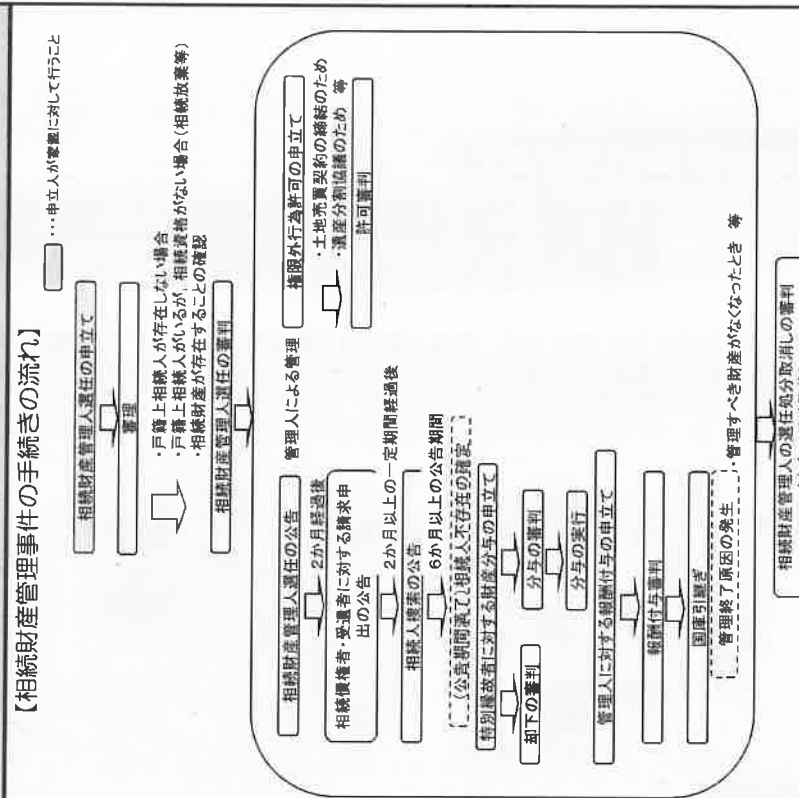 【相続財産管理事件の手続きの流れ】
・・・申立人が家裁に対して行うこと
相続財産管理人選任の申立て
審理
・戸籍上相続人が存在しない場合
・戸籍上相続人がいるが、相続資格がない場合(相続放棄等)
・相続財産が存在することの確認
相続財産管理人選任の審判
相続財産管理人選任の公告
管理人による管理
権限外行為許可の申立て
・土地売買契約の締結のため
・遺産分割協議のため 等
許可審判
2か月経過後
相続債権者・受遺者に対する請求申
出の公告
2か月以上の一定期間経過後
相続人捜索の公告
6か月以上の公告期間
(公告期間満了)相続人不存在の確定
特別縁故者に対する財産分与の申立て
却下の審判
分与の審判
分与の実行
管理人に対する報酬付与の申立て
報酬付与審判
国庫引継ぎ
管理終了原因の発生
・管理すべき財産がなくなったとき 等
相続財産管理人の選任処分取消しの審判